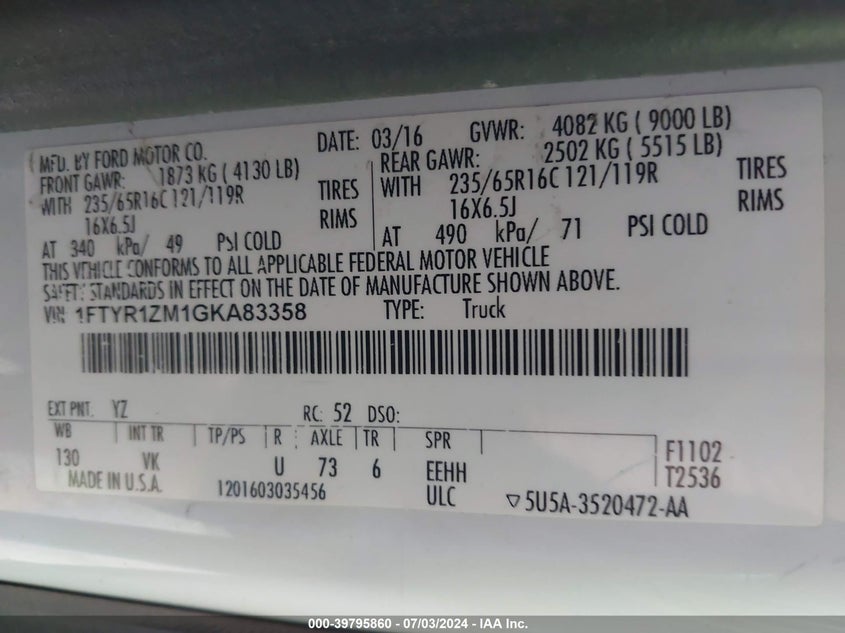 MFD. BY FORD MOTOR CO. DATE: 03/16 GVWR: 4082 KG ( 9000 LB)
FRONT GAWR: 1873 KG ( 4130 LB) REAR GAWR: 2502 KG ( 5515 LB)
WITH 235/65R16C 121/119R TIRES WITH 235/65R16C 121/119R TIRES
16X6.5J RIMS 16X6.5J RIMS
AT 340 kPa/ 49 PSI COLD AT 490 kPa/ 71 PSI COLD
THIS VEHICLE CONFORMS TO ALL APPLICABLE FEDERAL MOTOR VEHICLE
SAFETY STANDARDS IN EFFECT ON THE DATE OF MANUFACTURE SHOWN ABOVE.
VIN: 1FTYR1ZM1GKA83358 TYPE: Truck
EXT PNT: YZ RC: 52 DSO:
WB INT TR TP/PS R AXLE TR SPR
130 VK U 73 6 EEHH F1102
MADE IN U.S.A. 1201603035456 ULC T2536
▽5U5A-3520472-AA
000-39795860 - 07/03/2024 - IAA Inc.